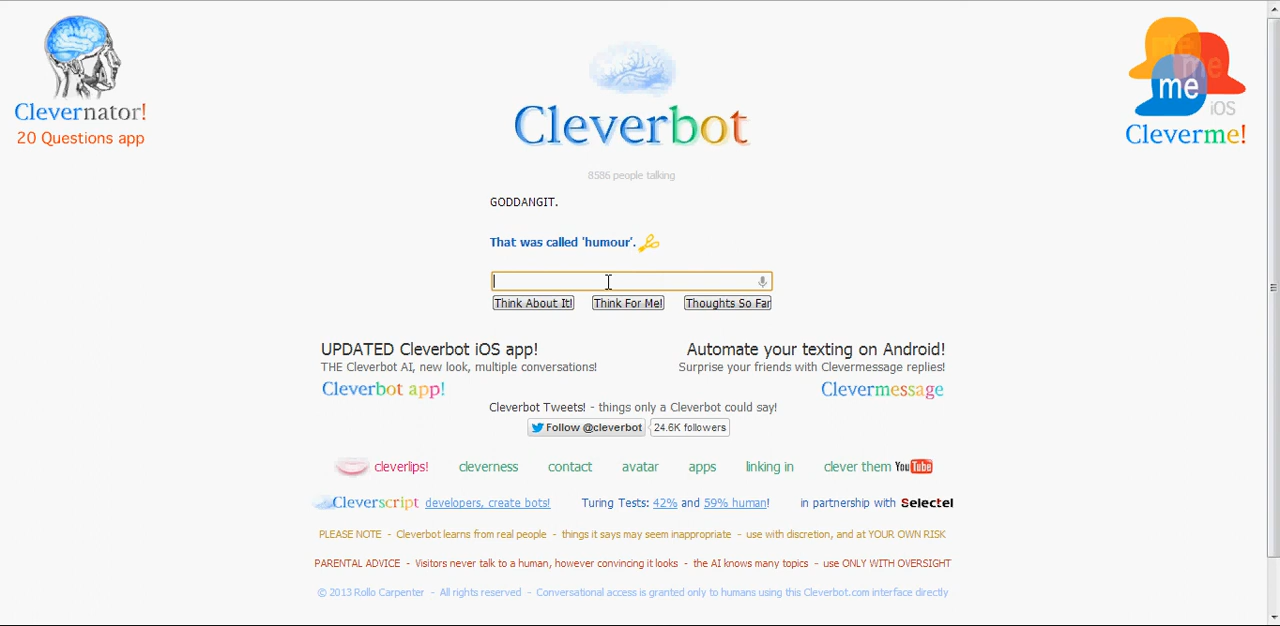 Clevernator!
20 Questions app
me
me
me
iOS
Cleverme!
Cleverbot
8586 people talking
GODDANGIT.
That was called 'humour'.
Think About It! Think For Me! Thoughts So Far
UPDATED Cleverbot iOS app! Automate your texting on Android!
THE Cleverbot AI, new look, multiple conversations! Surprise your friends with Clevermessage replies!
Cleverbot app! Clevermessage
Cleverbot Tweets! - things only a Cleverbot could say!
Follow @cleverbot 24.6K followers
cleverlips! cleverness contact avatar apps linking in clever them YouTube
Cleverscript developers, create bots! Turing Tests: 42% and 59% human! in partnership with Selectel
PLEASE NOTE - Cleverbot learns from real people - things it says may seem inappropriate - use with discretion, and at YOUR OWN RISK
PARENTAL ADVICE - Visitors never talk to a human, however convincing it looks - the AI knows many topics - use ONLY WITH OVERSIGHT
© 2013 Rollo Carpenter - All rights reserved - Conversational access is granted only to humans using this Cleverbot.com interface directly